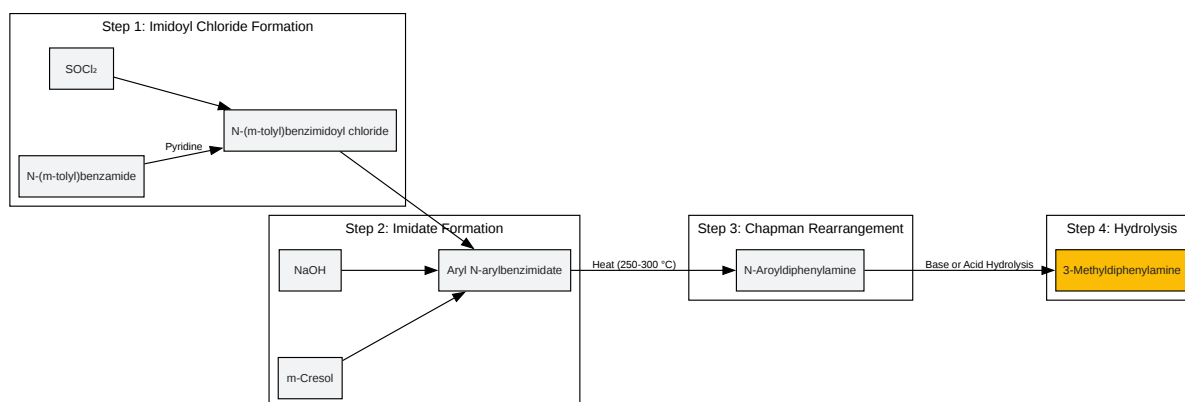 Step 1: Imidoyl Chloride Formation
SOCl₂
N-(m-tolyl)benzimidoyl chloride
Pyridine
N-(m-tolyl)benzamide
Step 2: Imidate Formation
NaOH
Aryl N-arylbenzimidate
m-Cresol
Heat (250-300 °C)
Step 3: Chapman Rearrangement
N-Aroyldiphenylamine
Base or Acid Hydrolysis
Step 4: Hydrolysis
3-Methyldiphenylamine